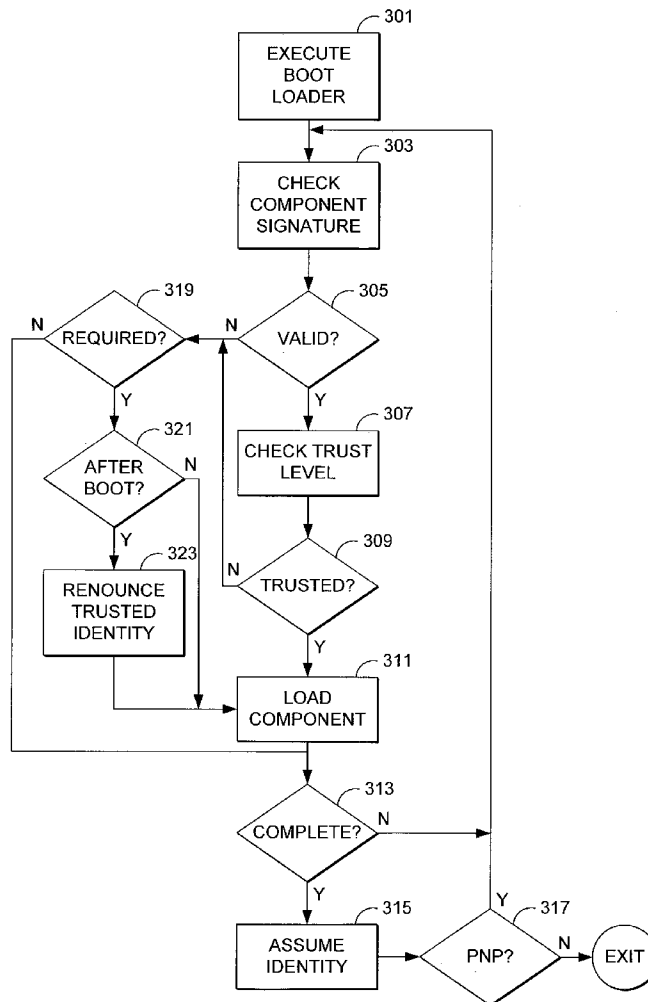 301
EXECUTE
BOOT
LOADER
303
CHECK
COMPONENT
SIGNATURE
319
305
N
REQUIRED?
N
VALID?
Y
Y
307
321
AFTER
BOOT?
N
CHECK TRUST
LEVEL
Y
323
309
RENOUNCE
TRUSTED
IDENTITY
N
TRUSTED?
Y
311
LOAD
COMPONENT
313
COMPLETE?
N
Y
315
Y
317
ASSUME
IDENTITY
PNP?
N
EXIT